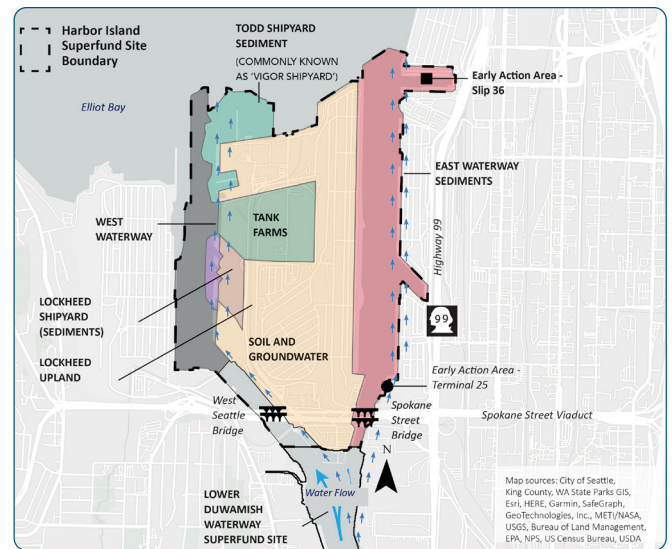 Harbor Island
Superfund Site
Boundary
TODD SHIPYARD
SEDIMENT
(COMMONLY KNOWN
AS ‘VIGOR SHIPYARD’)
Elliot Bay
Early Action Area -
Slip 36
EAST WATERWAY
SEDIMENTS
WEST
WATERWAY
TANK
FARMS
Highway 99
99
LOCKHEED
SHIPYARD
(SEDIMENTS)
LOCKHEED
UPLAND
SOIL AND
GROUNDWATER
Early Action Area -
Terminal 25
West
Seattle
Bridge
Spokane
Street
Bridge
Spokane Street Viaduct
N
Water Flow
LOWER
DUWAMISH
WATERWAY
SUPERFUND SITE
Map sources: City of Seattle,
King County, WA State Parks GIS,
Esri, HERE, Garmin, SafeGraph,
GeoTechnologies, Inc., METI/NASA,
USGS, Bureau of Land Management,
EPA, NPS, US Census Bureau, USDA